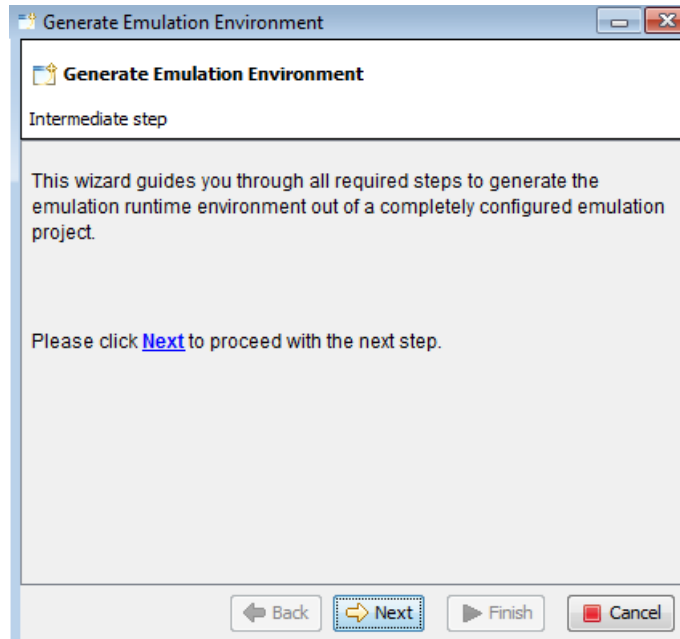 Generate Emulation Environment
Generate Emulation Environment
Intermediate step
This wizard guides you through all required steps to generate the
emulation runtime environment out of a completely configured emulation
project.
Please click Next to proceed with the next step.
Back Next Finish Cancel